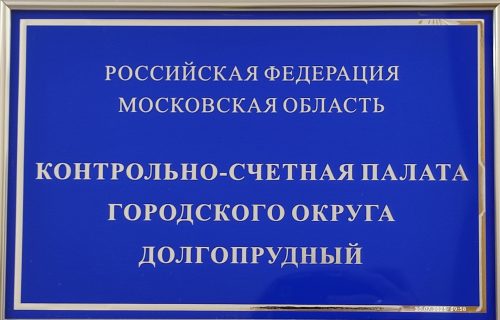 РОССИЙСКАЯ ФЕДЕРАЦИЯ
МОСКОВСКАЯ ОБЛАСТЬ
КОНТРОЛЬНО-СЧЕТНАЯ ПАЛАТА
ГОРОДСКОГО ОКРУГА
ДОЛГОПРУДНЫЙ